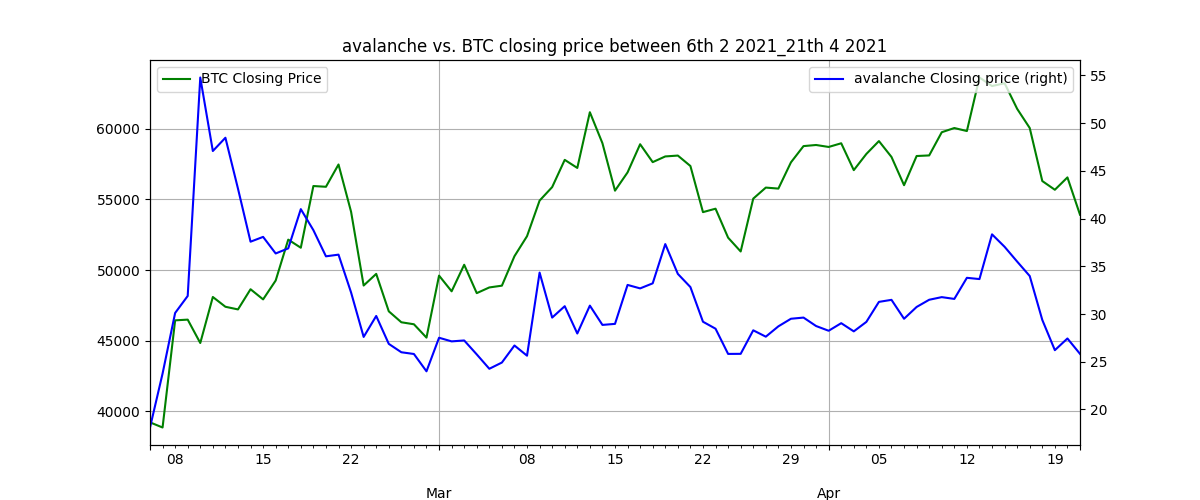 avalanche vs. BTC closing price between 6th 2 2021_21th 4 2021
BTC Closing Price
avalanche Closing price (right)
60000
55000
50000
45000
40000
55
50
45
40
35
30
25
20
08 15 22 08 15 22 29 05 12 19
Mar Apr